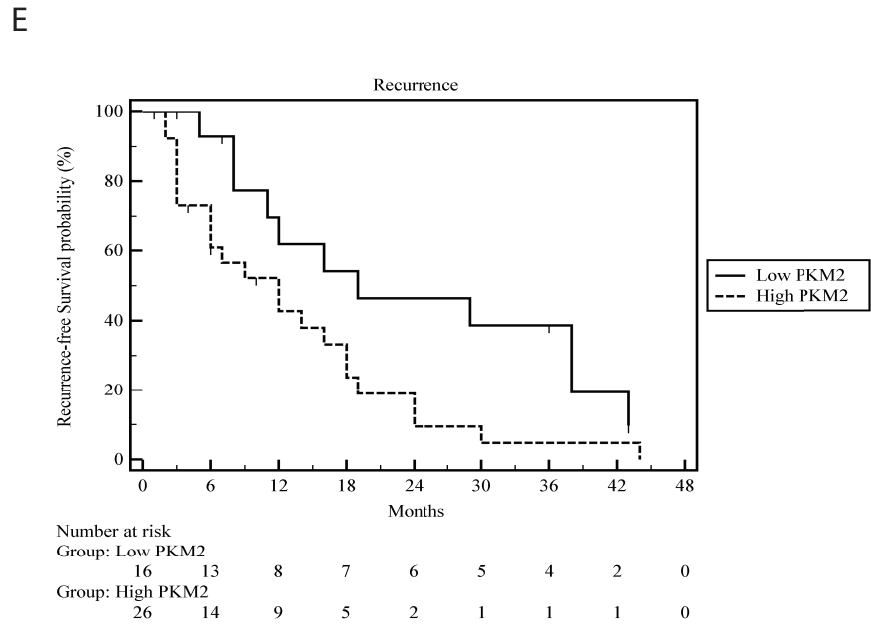 E
Recurrence
Recurrence-free Survival probability (%)
100
80
60
40
20
0
0 6 12 18 24 30 36 42 48
Months
Low PKM2
High PKM2
Number at risk
Group: Low PKM2
16 13 8 7 6 5 4 2 0
Group: High PKM2
26 14 9 5 2 1 1 1 0